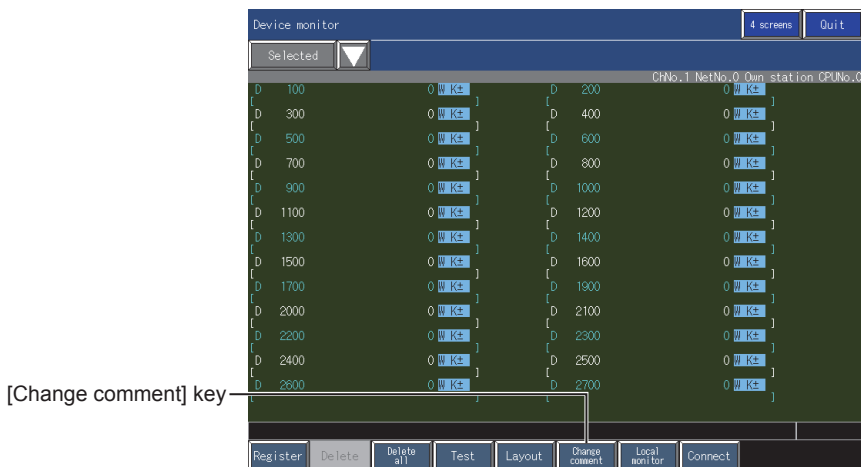 Device monitor 4 screens Quit
Selected
ChNo.1 NetNo.0 Own station CPUNo.0
D 100 0 W K± D 200 0 W K±
[ ] [ ]
D 300 0 W K± D 400 0 W K±
[ ] [ ]
D 500 0 W K± D 600 0 W K±
[ ] [ ]
D 700 0 W K± D 800 0 W K±
[ ] [ ]
D 900 0 W K± D 1000 0 W K±
[ ] [ ]
D 1100 0 W K± D 1200 0 W K±
[ ] [ ]
D 1300 0 W K± D 1400 0 W K±
[ ] [ ]
D 1500 0 W K± D 1600 0 W K±
[ ] [ ]
D 1700 0 W K± D 1900 0 W K±
[ ] [ ]
D 2000 0 W K± D 2100 0 W K±
[ ] [ ]
D 2200 0 W K± D 2300 0 W K±
[ ] [ ]
D 2400 0 W K± D 2500 0 W K±
[ ] [ ]
D 2600 0 W K± D 2700 0 W K±
[ ] [ ]
[Change comment] key
Register Delete Delete all Test Layout Change comment Local monitor Connect